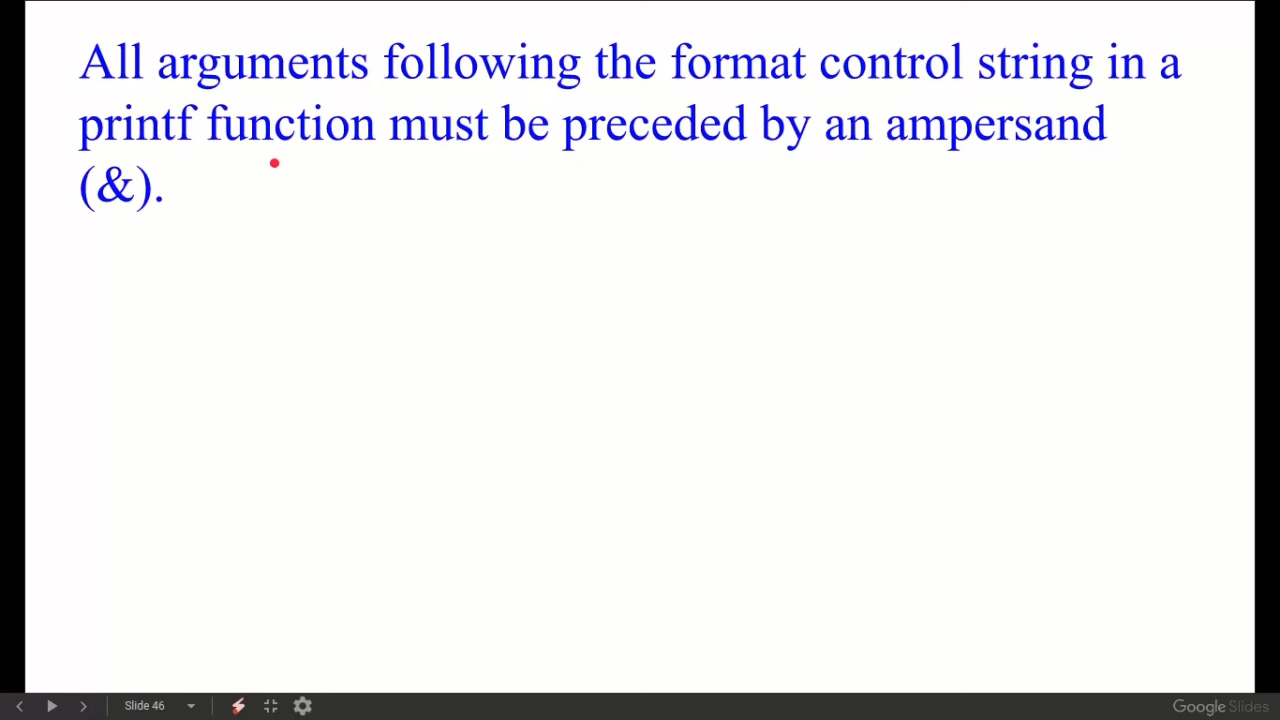 All arguments following the format control string in a
printf function must be preceded by an ampersand
(&).
Slide 46
Google Slides